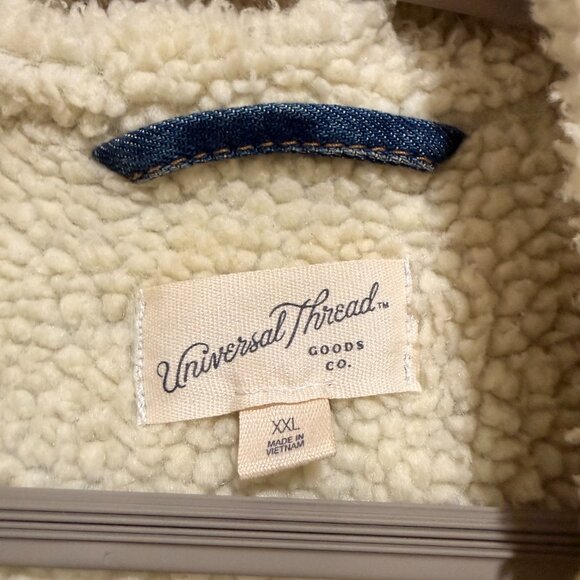 Universal Thread™
GOODS
CO.
XXL
MADE IN
VIETNAM